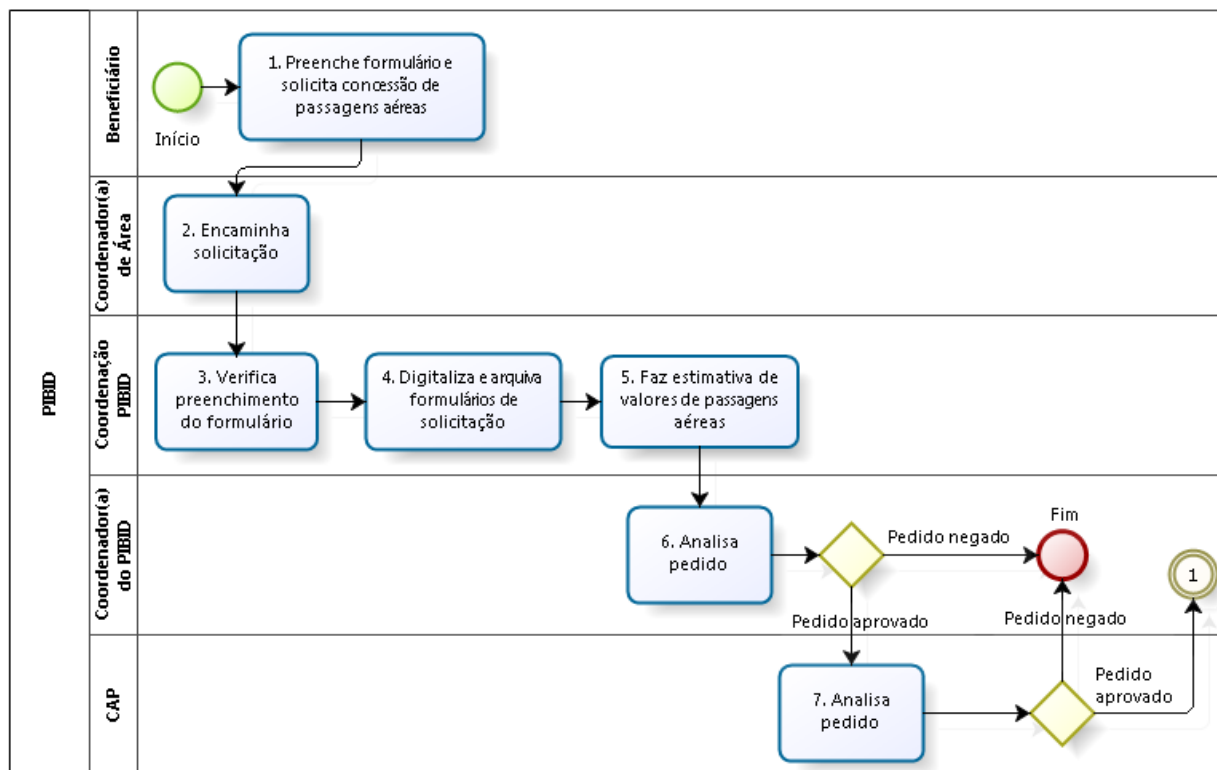 PIBID
Beneficiário
Início
1. Preenche formulário e
solicita concessão de
passagens aéreas
Coordenador(a)
de Área
2. Encaminha
solicitação
Coordenação
PIBID
3. Verifica
preenchimento
do formulário
4. Digitaliza e arquiva
formulários de
solicitação
5. Faz estimativa de
valores de passagens
aéreas
Coordenador(a)
do PIBID
6. Analisa
pedido
Pedido negado
Fim
1
Pedido aprovado
Pedido negado
CAP
7. Analisa
pedido
Pedido
aprovado